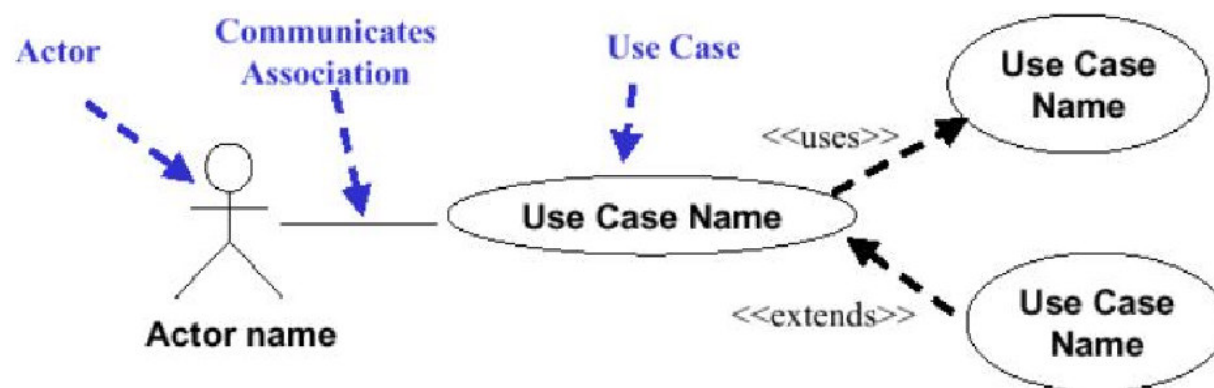 Actor
Communicates
Association
Use Case
Use Case
Name
<<uses>>
Use Case Name
<<extends>>
Use Case
Name
Actor name